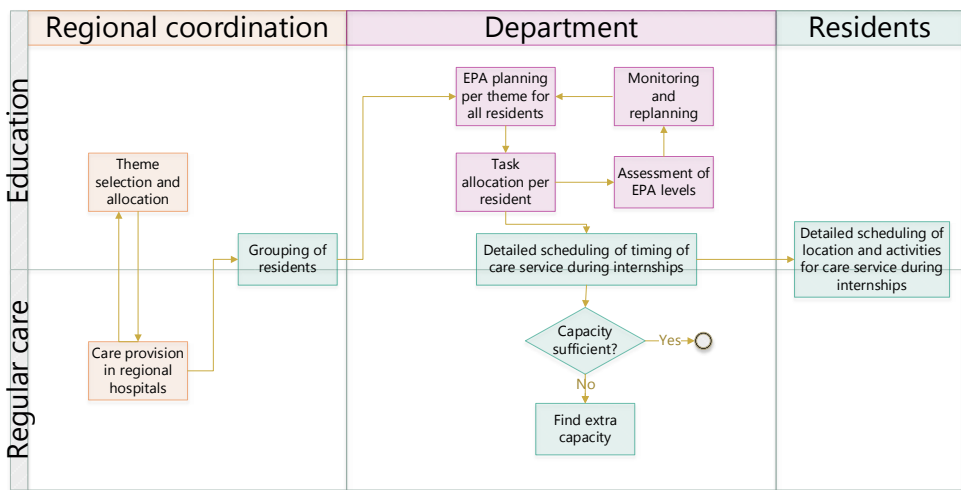 Regional coordination
Department
Residents
Education
Regular care
Theme
selection and
allocation
Care provision
in regional
hospitals
Grouping of
residents
EPA planning
per theme for
all residents
Monitoring
and
replanning
Task
allocation per
resident
Assessment of
EPA levels
Detailed scheduling of timing of
care service during internships
Detailed scheduling of
location and activities
for care service during
internships
Capacity
sufficient?
Yes
No
Find extra
capacity